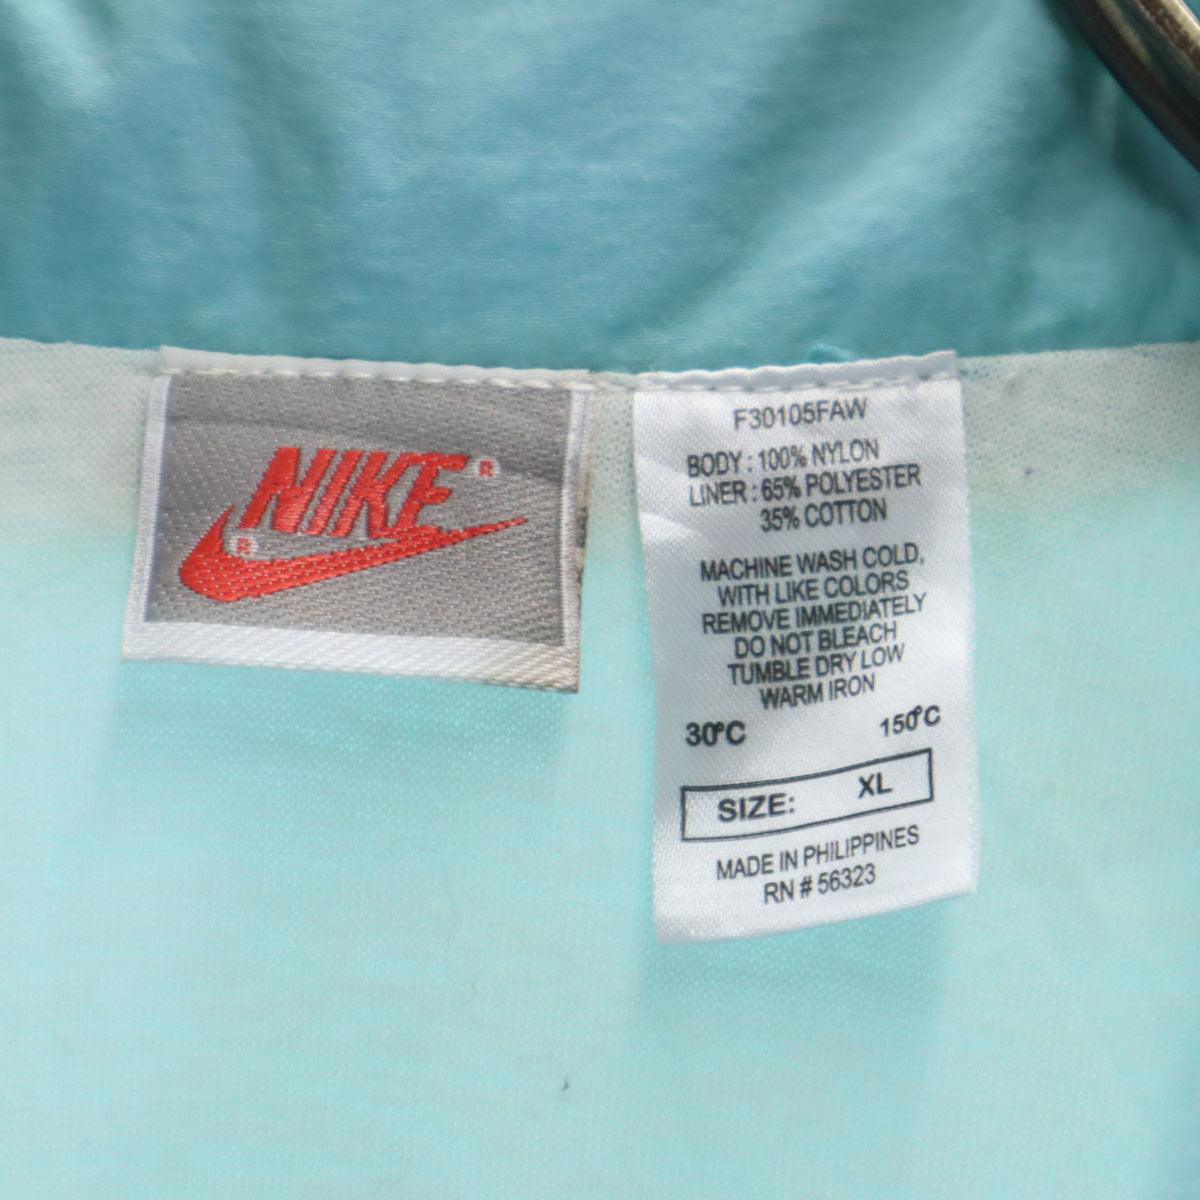 NIKE ®
®
F30105FAW
BODY : 100% NYLON
LINER : 65% POLYESTER
35% COTTON
MACHINE WASH COLD,
WITH LIKE COLORS
REMOVE IMMEDIATELY
DO NOT BLEACH
TUMBLE DRY LOW
WARM IRON
30°C 150°C
SIZE: XL
MADE IN PHILIPPINES
RN # 56323